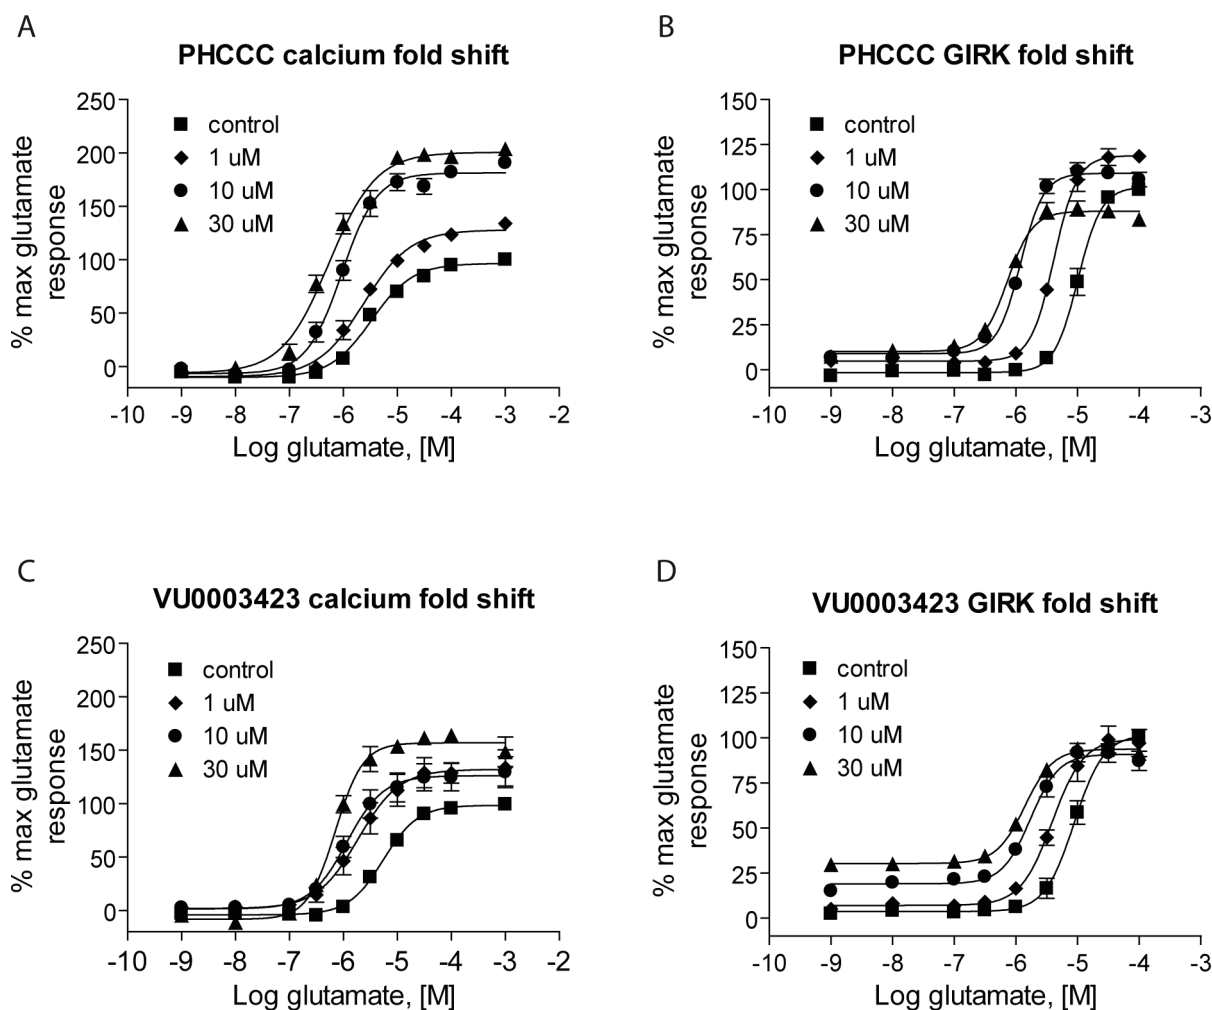 A
PHCCC calcium fold shift
% max glutamate
response
250
200
150
100
50
0
control
1 uM
10 uM
30 uM
-10 -9 -8 -7 -6 -5 -4 -3 -2
Log glutamate, [M]
B
PHCCC GIRK fold shift
% max glutamate
response
150
125
100
75
50
25
0
control
1 uM
10 uM
30 uM
-10 -9 -8 -7 -6 -5 -4 -3
Log glutamate, [M]
C
VU0003423 calcium fold shift
% max glutamate
response
250
200
150
100
50
0
control
1 uM
10 uM
30 uM
-10 -9 -8 -7 -6 -5 -4 -3 -2
Log glutamate, [M]
D
VU0003423 GIRK fold shift
% max glutamate
response
150
125
100
75
50
25
0
control
1 uM
10 uM
30 uM
-10 -9 -8 -7 -6 -5 -4 -3
Log glutamate, [M]